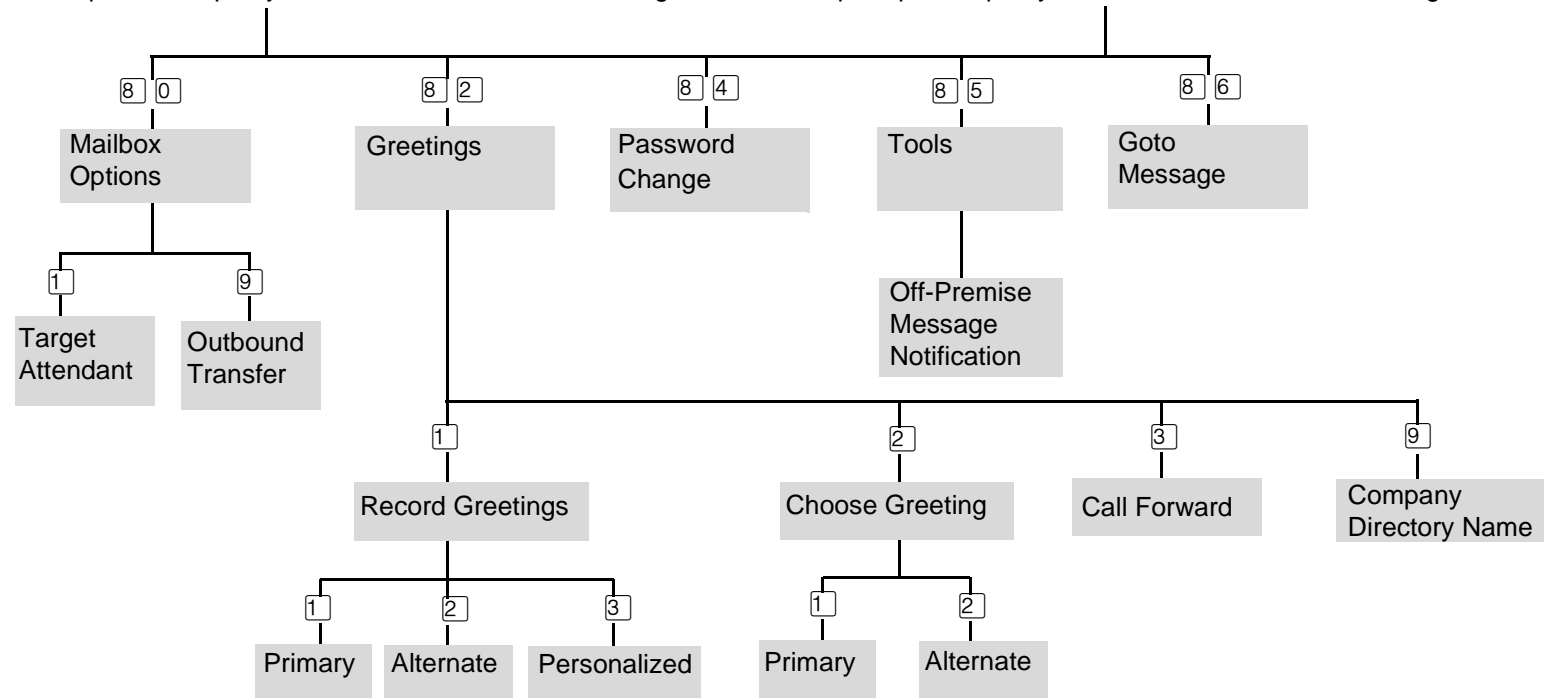 8 0
8 2
8 4
8 5
8 6
Mailbox
Options
Greetings
Password
Change
Tools
Goto
Message
1
9
Target
Attendant
Outbound
Transfer
Off-Premise
Message
Notification
1
2
3
9
Record Greetings
Choose Greeting
Call Forward
Company
Directory Name
1
2
3
1
2
Primary
Alternate
Personalized
Primary
Alternate